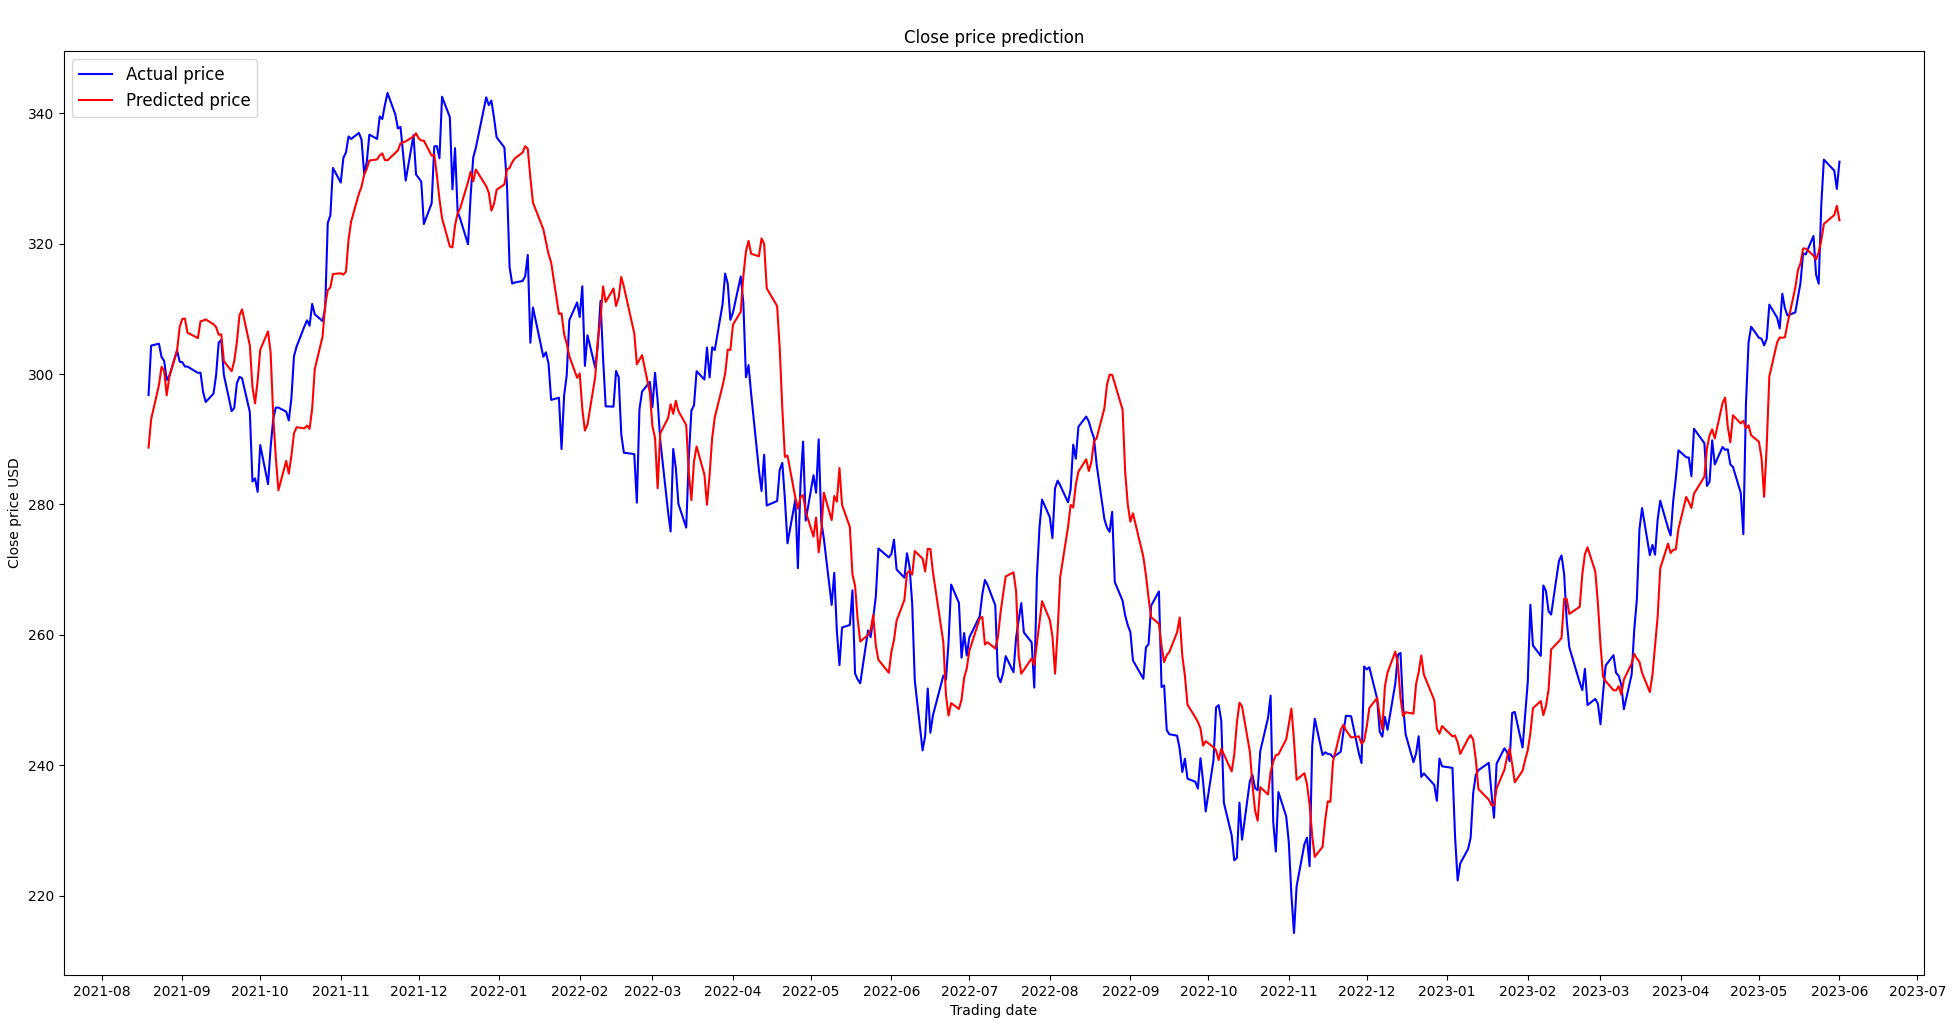 Close price prediction
Actual price
Predicted price
340
320
300
280
260
240
220
Close price USD
2021-08 2021-09 2021-10 2021-11 2021-12 2022-01 2022-02 2022-03 2022-04 2022-05 2022-06 2022-07 2022-08 2022-09 2022-10 2022-11 2022-12 2023-01 2023-02 2023-03 2023-04 2023-05 2023-06 2023-07
Trading date